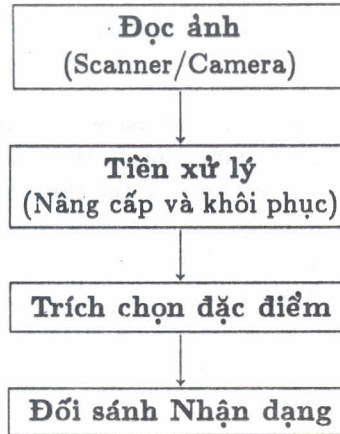 Đọc ảnh
(Scanner/Camera)
Tiền xử lý
(Nâng cấp và khôi phục)
Trích chọn đặc điểm
Đối sánh Nhận dạng